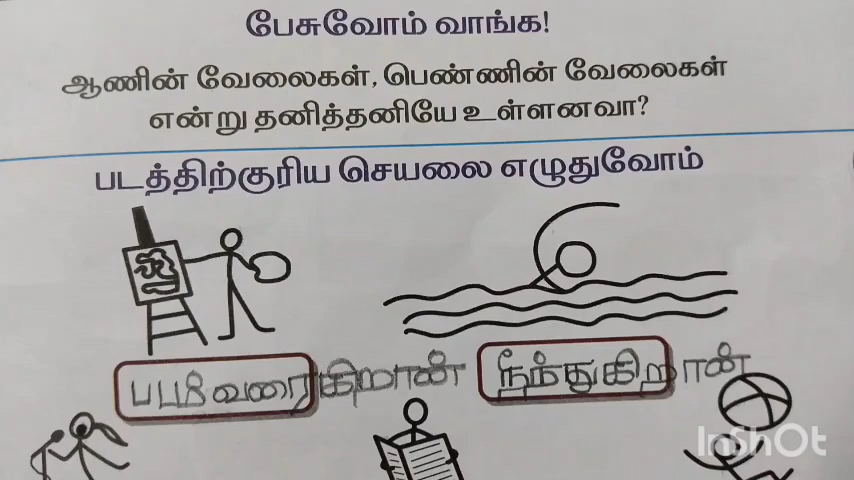 பேசுவோம் வாங்க!
ஆணின் வேலைகள், பெண்ணின் வேலைகள்
என்று தனித்தனியே உள்ளனவா?
படத்திற்குரிய செயலை எழுதுவோம்
படம் வரைகிறான் நீந்துகிறான்
InShOt